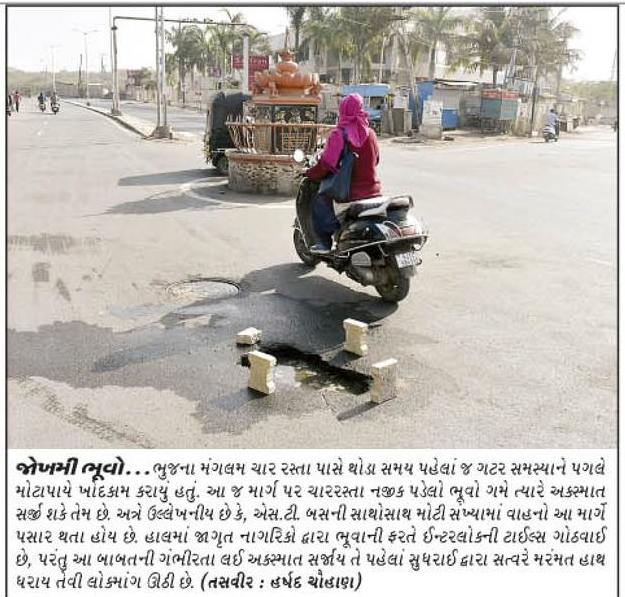 જોખમી ભૂવો...ભુજના મંગલમ ચાર રસ્તા પાસે થોડા સમય પહેલાં જ ગટર સમસ્યાને પગલે
મોટાપાયે ખોદકામ કરાયું હતું. આ જ માર્ગ પર ચારરસ્તા નજીક પડેલો ભૂવો ગમે ત્યારે અકસ્માત
સર્જી શકે તેમ છે. અત્રે ઉલ્લેખનીય છે કે, એસ.ટી. બસની સાથોસાથ મોટી સંખ્યામાં વાહનો આ માર્ગે
પસાર થતા હોય છે. હાલમાં જાગૃત નાગરિકો દ્વારા ભૂવાની ફરતે ઈન્ટરલોકની ટાઈલ્સ ગોઠવાઈ
છે, પરંતુ આ બાબતની ગંભીરતા લઈ અકસ્માત સર્જાય તે પહેલાં સુધરાઈ દ્વારા સત્વરે મરંમત હાથ
ધરાય તેવી લોકમાંગ ઊઠી છે. (તસવીર : હર્ષદ ચૌહાણ)